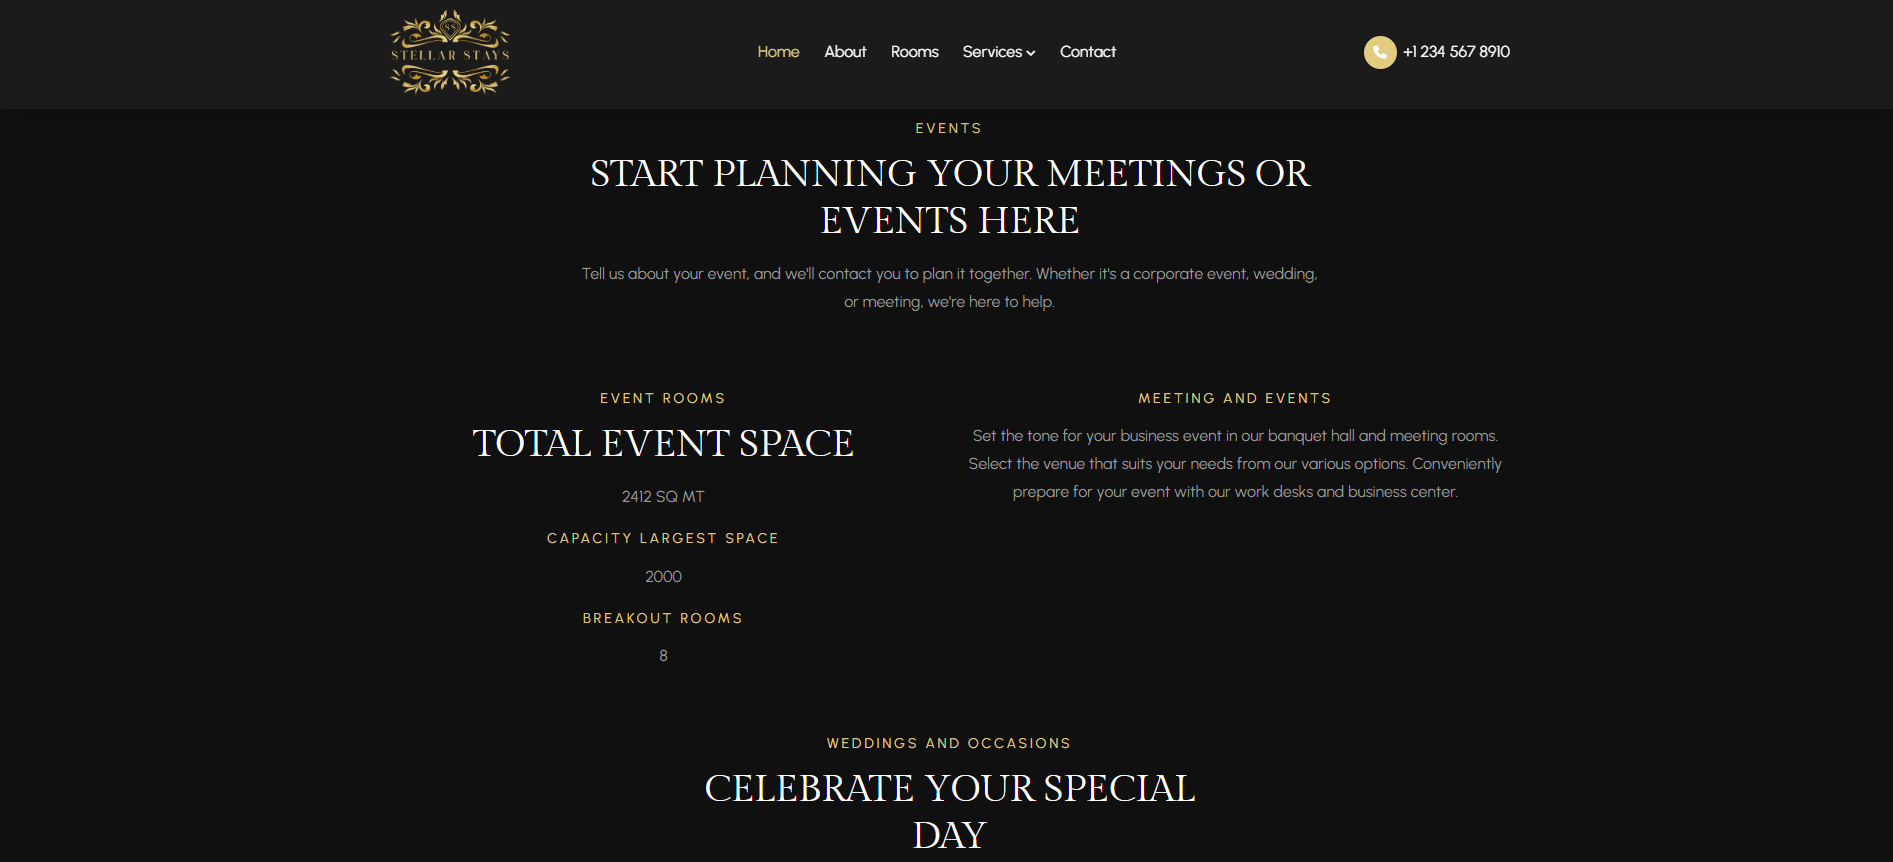 SS
STELLAR STAYS
Home
About
Rooms
Services
Contact
+1 234 567 8910
EVENTS
START PLANNING YOUR MEETINGS OR
EVENTS HERE
Tell us about your event, and we'll contact you to plan it together. Whether it's a corporate event, wedding,
or meeting, we're here to help.
EVENT ROOMS
TOTAL EVENT SPACE
2412 SQ MT
CAPACITY LARGEST SPACE
2000
BREAKOUT ROOMS
8
MEETING AND EVENTS
Set the tone for your business event in our banquet hall and meeting rooms.
Select the venue that suits your needs from our various options. Conveniently
prepare for your event with our work desks and business center.
WEDDINGS AND OCCASIONS
CELEBRATE YOUR SPECIAL
DAY